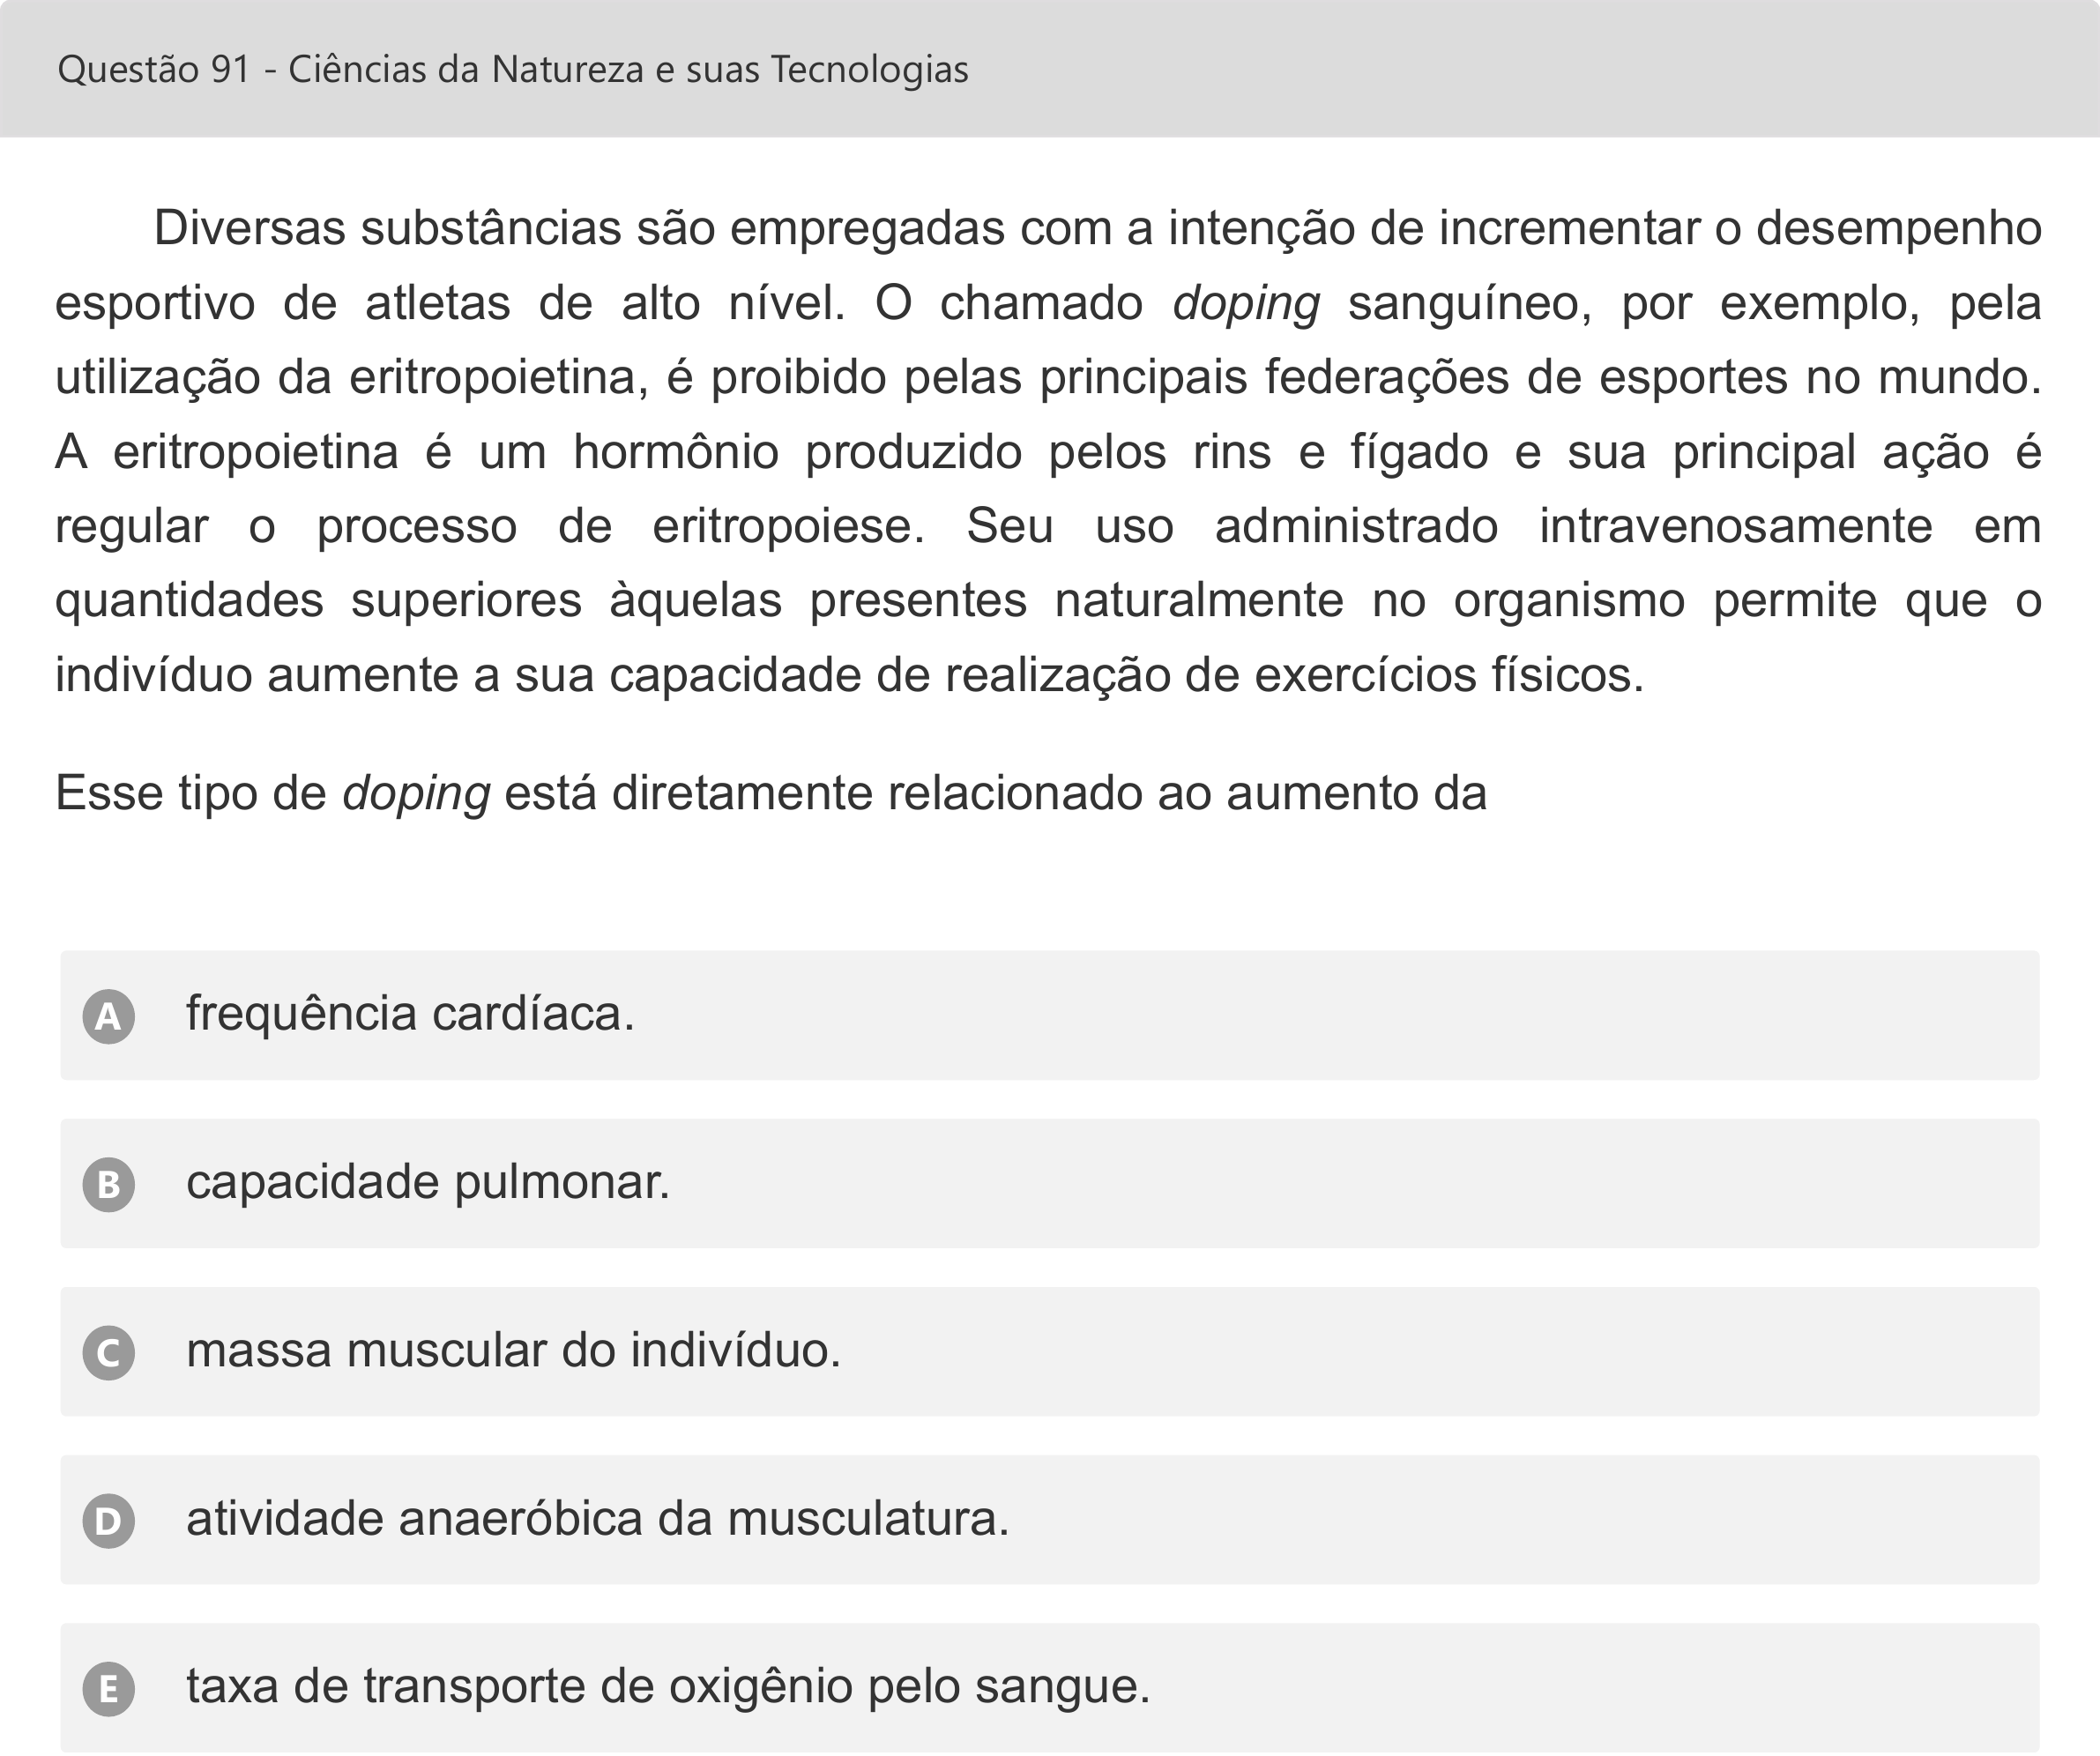 Questão 91 - Ciências da Natureza e suas Tecnologias
Diversas substâncias são empregadas com a intenção de incrementar o desempenho
esportivo de atletas de alto nível. O chamado doping sanguíneo, por exemplo, pela
utilização da eritropoietina, é proibido pelas principais federações de esportes no mundo.
A eritropoietina é um hormônio produzido pelos rins e fígado e sua principal ação é
regular o processo de eritropoiese. Seu uso administrado intravenosamente em
quantidades superiores àquelas presentes naturalmente no organismo permite que o
indivíduo aumente a sua capacidade de realização de exercícios físicos.
Esse tipo de doping está diretamente relacionado ao aumento da
A frequência cardíaca.
B capacidade pulmonar.
C massa muscular do indivíduo.
D atividade anaeróbica da musculatura.
E taxa de transporte de oxigênio pelo sangue.